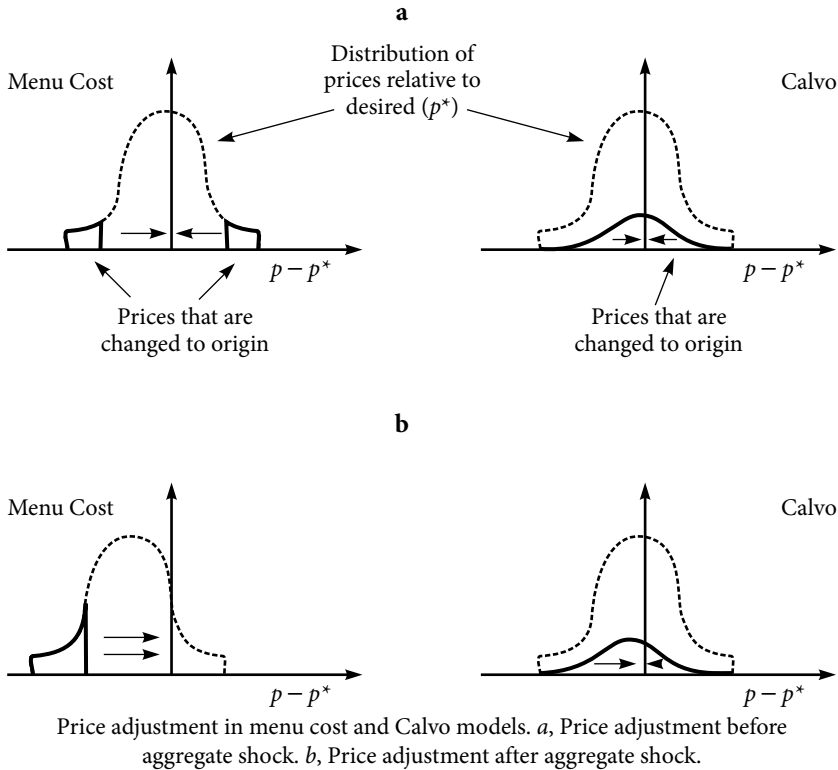 a
Menu Cost
Distribution of
prices relative to
desired (p*)
Calvo
p – p*
p – p*
Prices that are
changed to origin
Prices that are
changed to origin
b
Menu Cost
Calvo
p – p*
p – p*
Price adjustment in menu cost and Calvo models. a, Price adjustment before
aggregate shock. b, Price adjustment after aggregate shock.